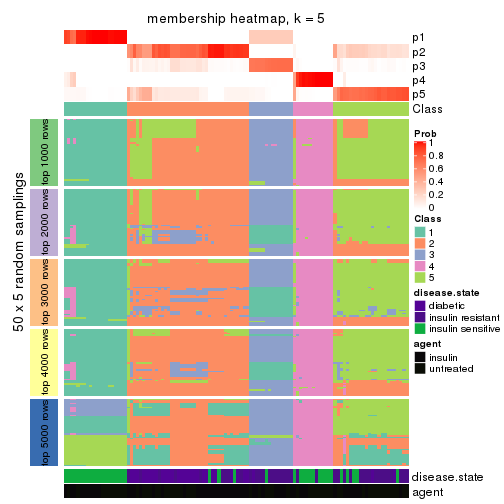 membership heatmap, k = 5
p1
p2
p3
p4
p5
Class
50 x 5 random samplings
top 1000 rows
top 2000 rows
top 3000 rows
top 4000 rows
top 5000 rows
disease.state
agent
Prob
1
0.8
0.6
0.4
0.2
0
Class
1
2
3
4
5
disease.state
diabetic
insulin resistant
insulin sensitive
agent
insulin
untreated